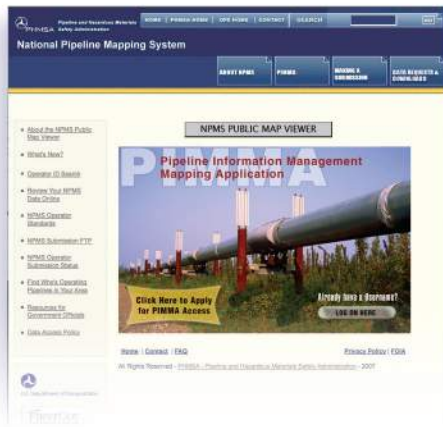 Pipeline and Hazardous Materials
Safety Administration
PHMSA
HOME | PHMSA HOME | OPS HOME | CONTACT | SEARCH
National Pipeline Mapping System
ABOUT NPMS
PIMMA
MAKING A
SUBMISSION
DATA REQUESTS &
DOWNLOADS
NPMS PUBLIC MAP VIEWER
About the NPMS Public
Map Viewer
What's New?
Operator ID Search
Review Your NPMS
Data Online
NPMS Operator
Standards
NPMS Submission FTP
NPMS Operator
Submission Status
Find Who's Operating
Pipelines in Your Area
Resources for
Government Officials
Data Access Policy
PIMMA
Pipeline Information Management
Mapping Application
Click Here to Apply
for PIMMA Access
Already have a Username?
LOG ON HERE
Home | Contact | FAQ
Privacy Policy | FOIA
All Rights Reserved - PHMSA - Pipeline and Hazardous Materials Safety Administration - 2007
U.S. Department of Transportation